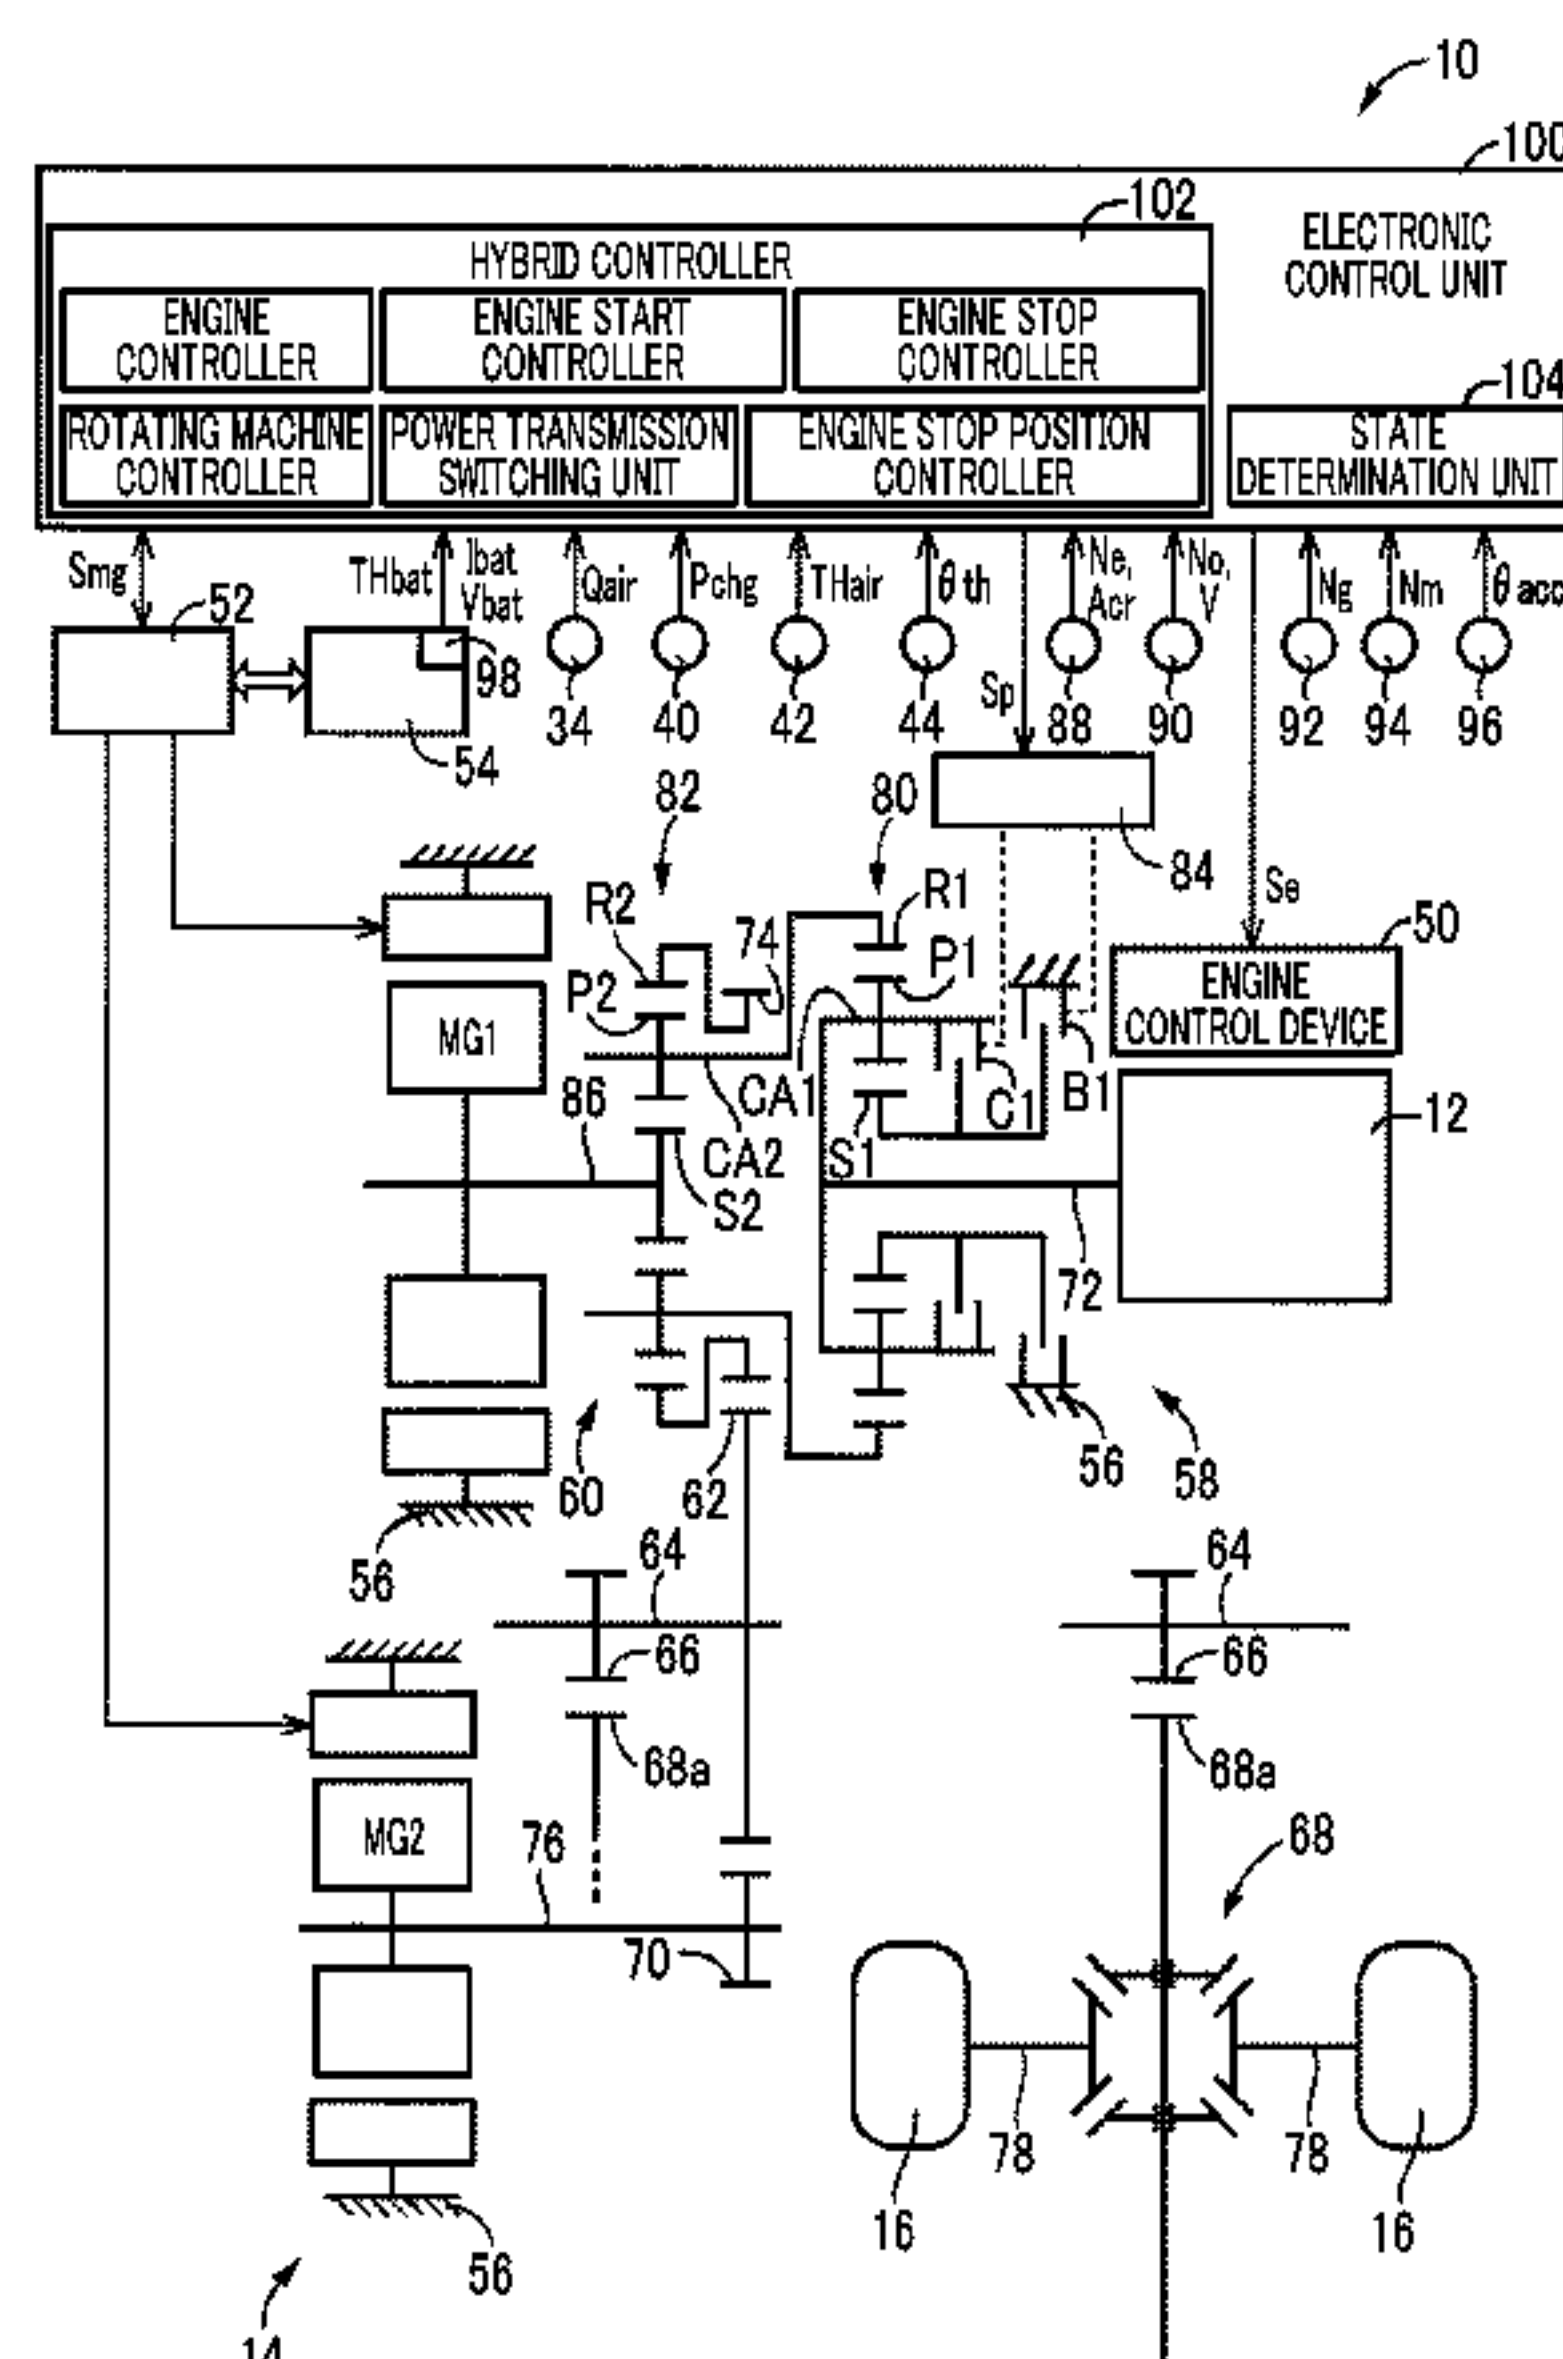 10
100
102
ELECTRONIC
CONTROL UNIT
HYBRID CONTROLLER
ENGINE
CONTROLLER
ENGINE START
CONTROLLER
ENGINE STOP
CONTROLLER
104
ROTATING MACHINE
CONTROLLER
POWER TRANSMISSION
SWITCHING UNIT
ENGINE STOP POSITION
CONTROLLER
STATE
DETERMINATION UNIT
Smg
THbat
Ibat
Vbat
Qair
Pchg
THair
θth
Ne,
Acr
No,
V
Ng
Nm
θacc
52
98
34
40
42
44
Sp
88
90
92
94
96
54
82
80
84
Se
R2
74
R1
50
P2
P1
ENGINE
CONTROL DEVICE
MG1
86
CA1
C1
B1
12
CA2
S1
S2
72
60
62
56
58
56
64
64
66
66
68a
68a
MG2
76
68
70
78
78
16
16
56
14